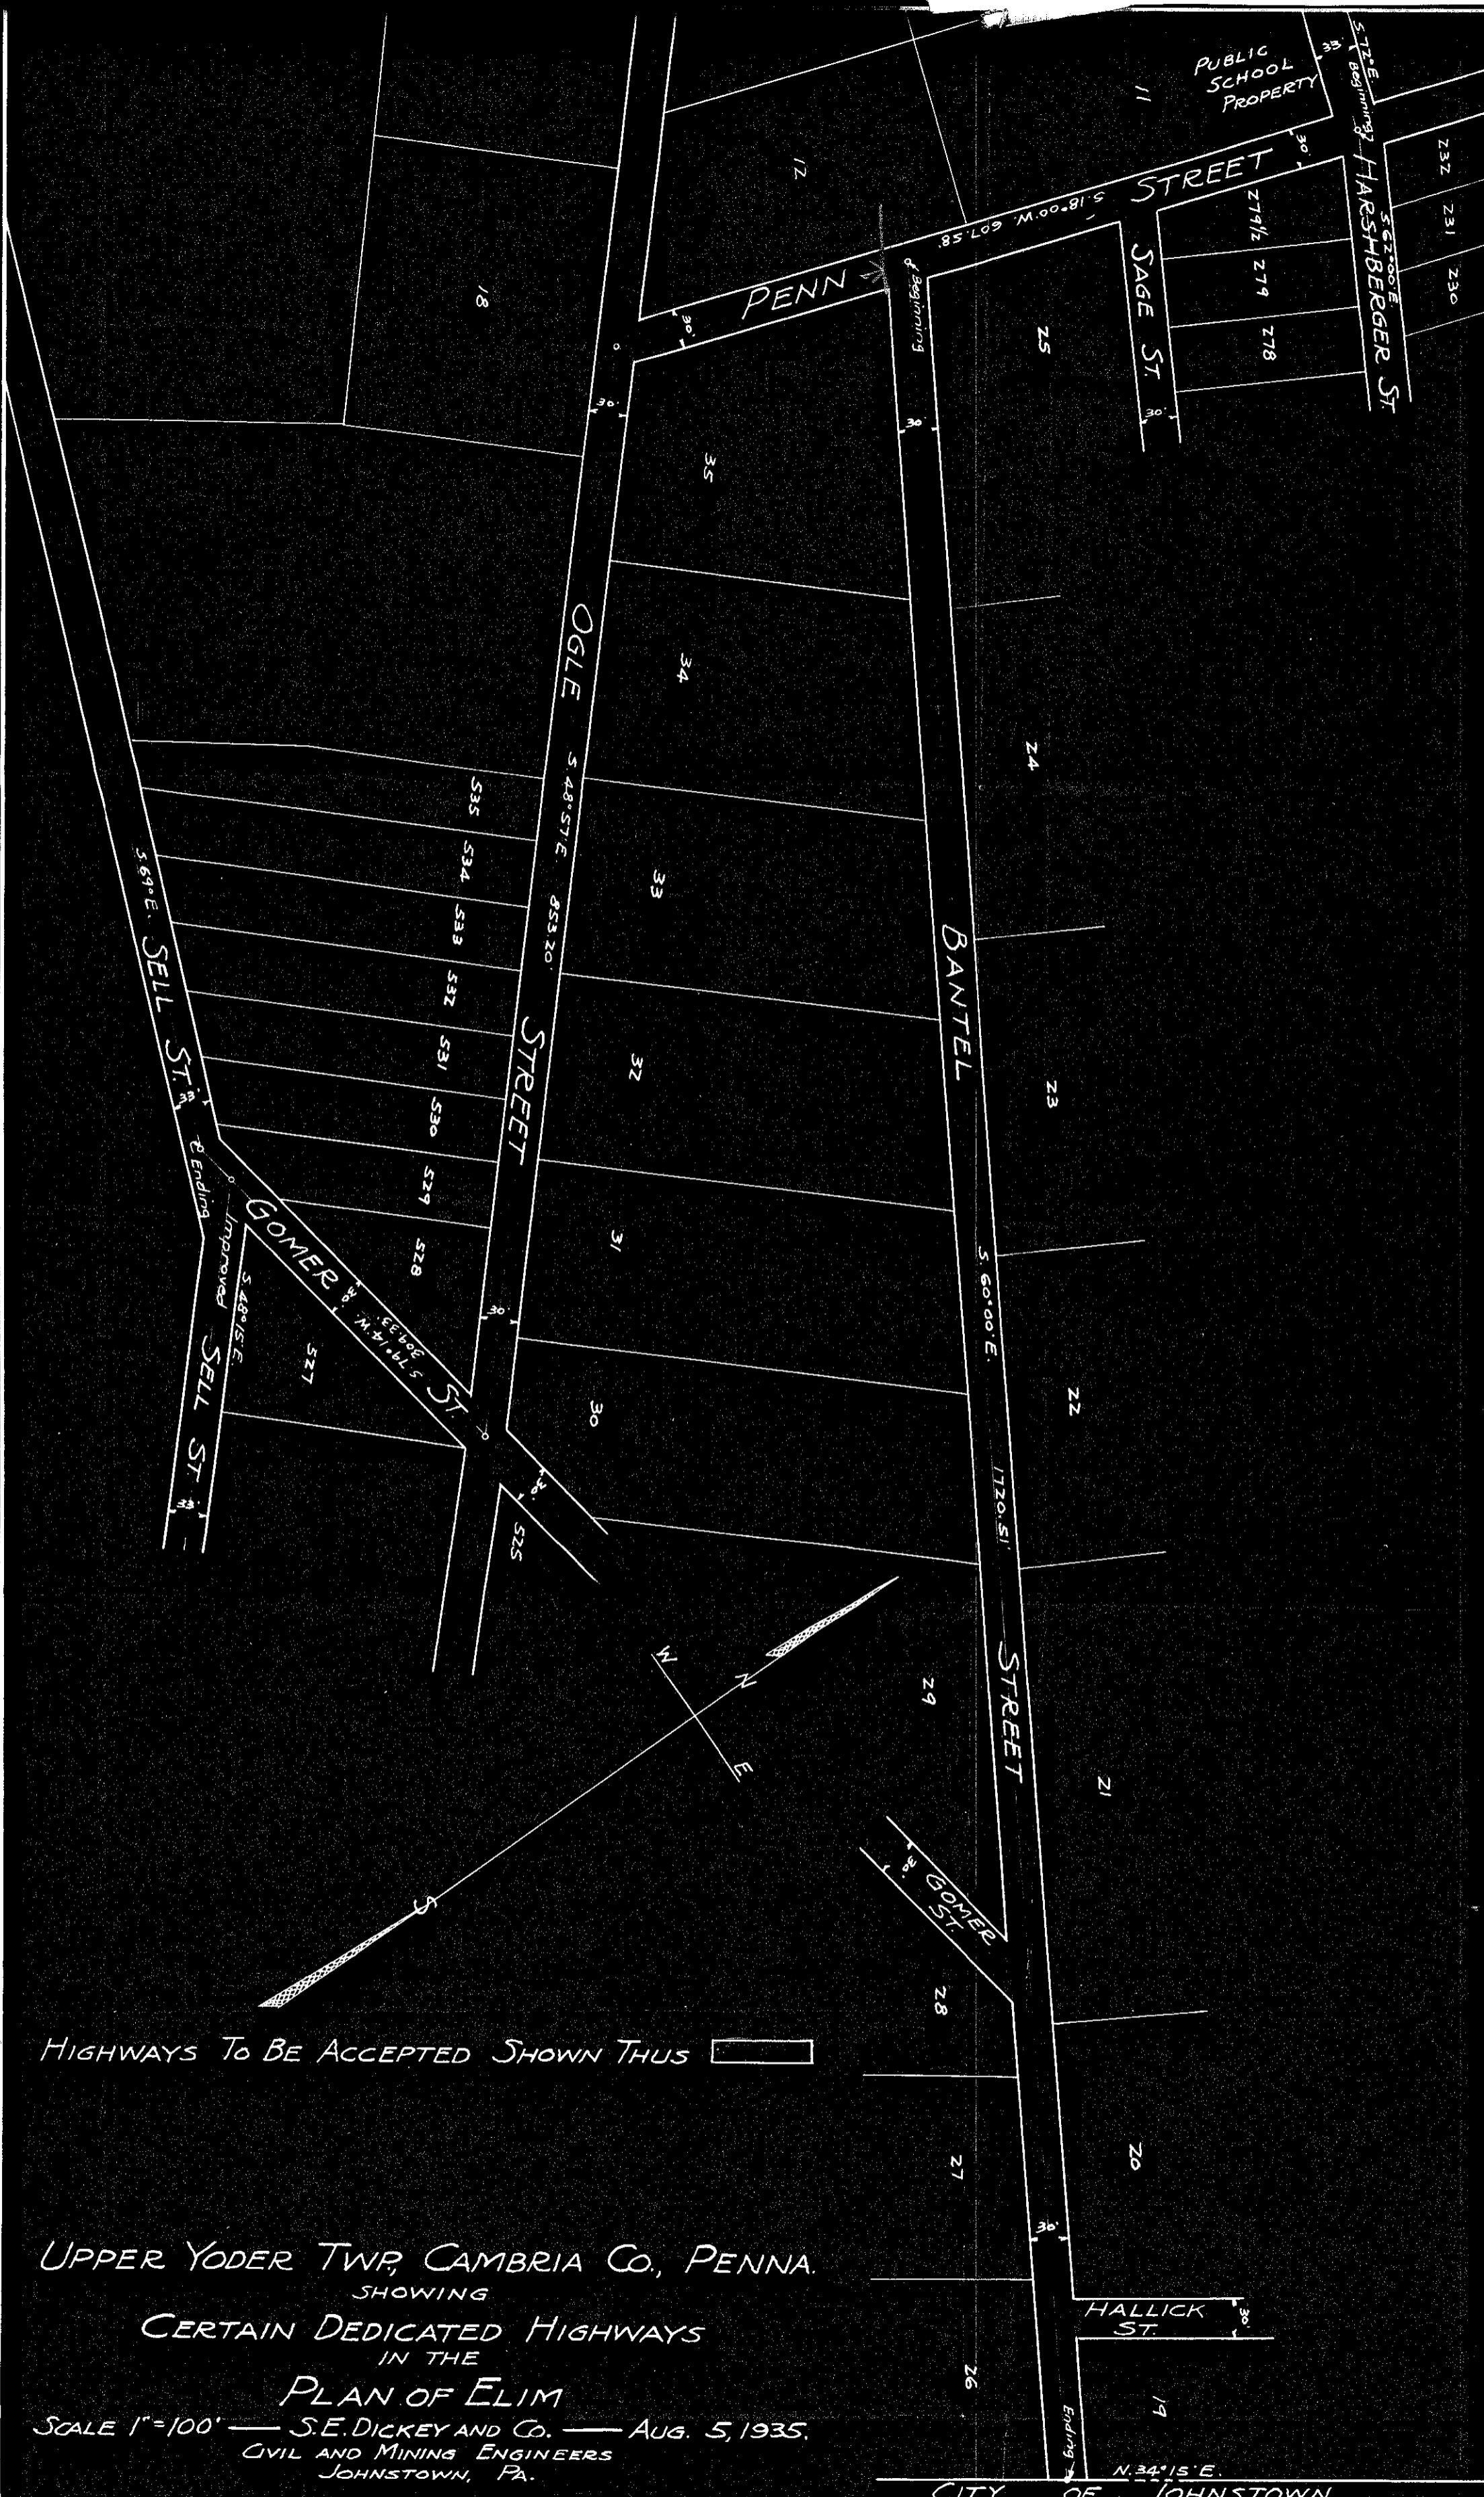 PUBLIC
SCHOOL
PROPERTY
11
33'
S.72°E.
Beginning
HARSHBERGER ST.
S.62°00'E.
232
231
230
12
30'
PENN STREET
S.18°00'W. 607.58
279½
279
278
SAGE ST.
30'
18
30'
℄ Beginning
25
30'
30
35
34
24
OGLE STREET
S.48°57'E. 853.20'
535
534
533
532
531
530
529
528
33
32
31
30
BANTEL STREET
S. 60°00'E. 1720.51'
23
22
S.69°E. SELL ST.
33'
℄ Ending
Improved
GOMER ST.
30'
S.79°14'W.
309.33'
30'
S.48°15'E.
SELL ST.
33'
527
30'
525
W
N
E
S
29
21
30'
GOMER
ST.
28
20
HIGHWAYS TO BE ACCEPTED SHOWN THUS
27
30'
UPPER YODER TWP., CAMBRIA CO., PENNA.
SHOWING
CERTAIN DEDICATED HIGHWAYS
IN THE
PLAN OF ELIM
SCALE 1"=100' — S.E. DICKEY AND CO. — AUG. 5, 1935.
CIVIL AND MINING ENGINEERS
JOHNSTOWN, PA.
HALLICK
ST.
30'
26
19
Ending
N.34°15'E.
CITY OF JOHNSTOWN